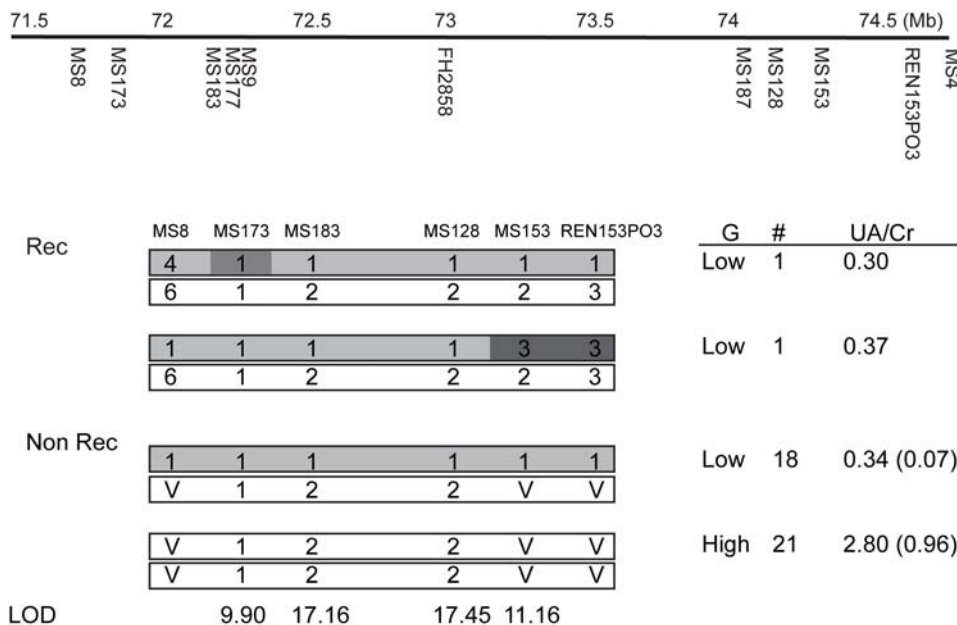 71.5 72 72.5 73 73.5 74 74.5 (Mb)
MS8 MS173 MS183 MS177 MS9 FH2858 MS187 MS128 MS153 REN153PO3 MS4
MS8 MS173 MS183 MS128 MS153 REN153PO3 G # UA/Cr
Rec
4 1 1 1 1 1 Low 1 0.30
6 1 2 2 2 3
1 1 1 1 3 3 Low 1 0.37
6 1 2 2 2 3
Non Rec
1 1 1 1 1 1 Low 18 0.34 (0.07)
V 1 2 2 V V
V 1 2 2 V V High 21 2.80 (0.96)
V 1 2 2 V V
LOD 9.90 17.16 17.45 11.16